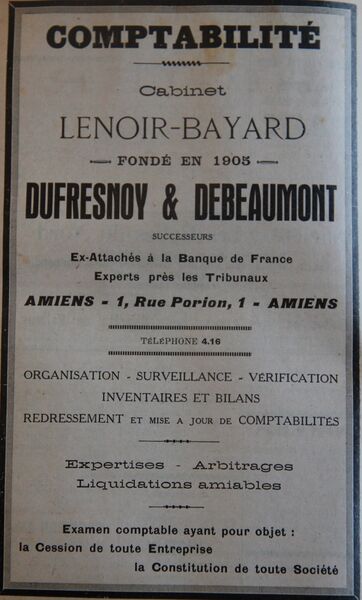 COMPTABILITÉ
Cabinet
LENOIR-BAYARD
FONDÉ EN 1905
DUFRESNOY & DEBEAUMONT
SUCCESSEURS
Ex-Attachés à la Banque de France
Experts près les Tribunaux
AMIENS - 1, Rue Porion, 1 - AMIENS
TÉLÉPHONE 4.16
ORGANISATION - SURVEILLANCE - VÉRIFICATION
INVENTAIRES ET BILANS
REDRESSEMENT ET MISE A JOUR DE COMPTABILITÉS
Expertises - Arbitrages
Liquidations amiables
Examen comptable ayant pour objet :
la Cession de toute Entreprise
la Constitution de toute Société